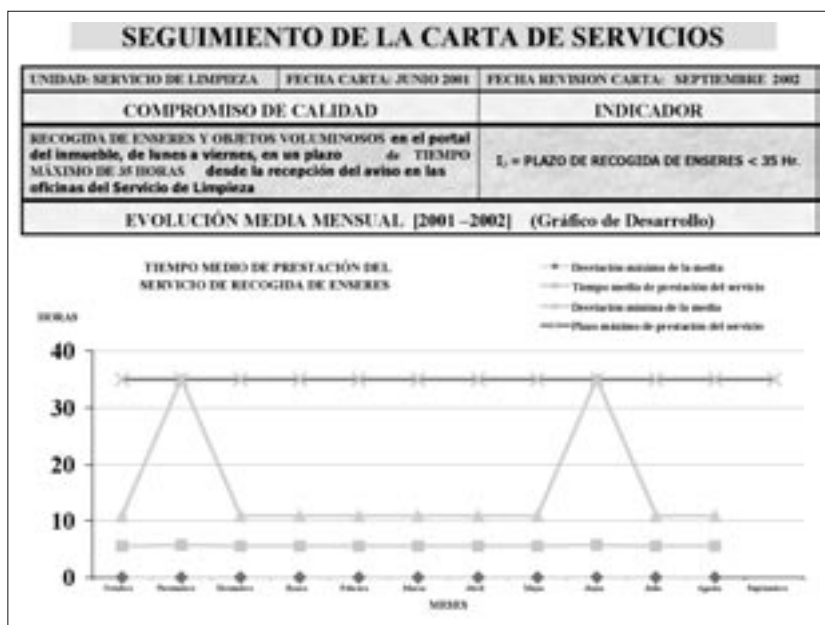 SEGUIMIENTO DE LA CARTA DE SERVICIOS
UNIDAD: SERVICIO DE LIMPIEZA FECHA CARTA: JUNIO 2001 FECHA REVISION CARTA: SEPTIEMBRE 2002
COMPROMISO DE CALIDAD INDICADOR
RECOGIDA DE ENSERES Y OBJETOS VOLUMINOSOS en el portal
del inmueble, de lunes a viernes, en un plazo de TIEMPO
MÁXIMO DE 35 HORAS desde la recepción del aviso en las
oficinas del Servicio de Limpieza
= PLAZO DE RECOGIDA DE ENSERES < 35 Hr.
EVOLUCIÓN MEDIA MENSUAL [2001 –2002] (Gráfico de Desarrollo)
TIEMPO MEDIO DE PRESTACIÓN DEL
SERVICIO DE RECOGIDA DE ENSERES
Desviación máxima de la media
Tiempo medio de prestación del servicio
Desviación mínima de la media
Plazo máximo de prestación del servicio
HORAS
40
30
20
10
0
Octubre Noviembre Diciembre Enero Febrero Marzo Abril Mayo Junio Julio Agosto Septiembre
MESES